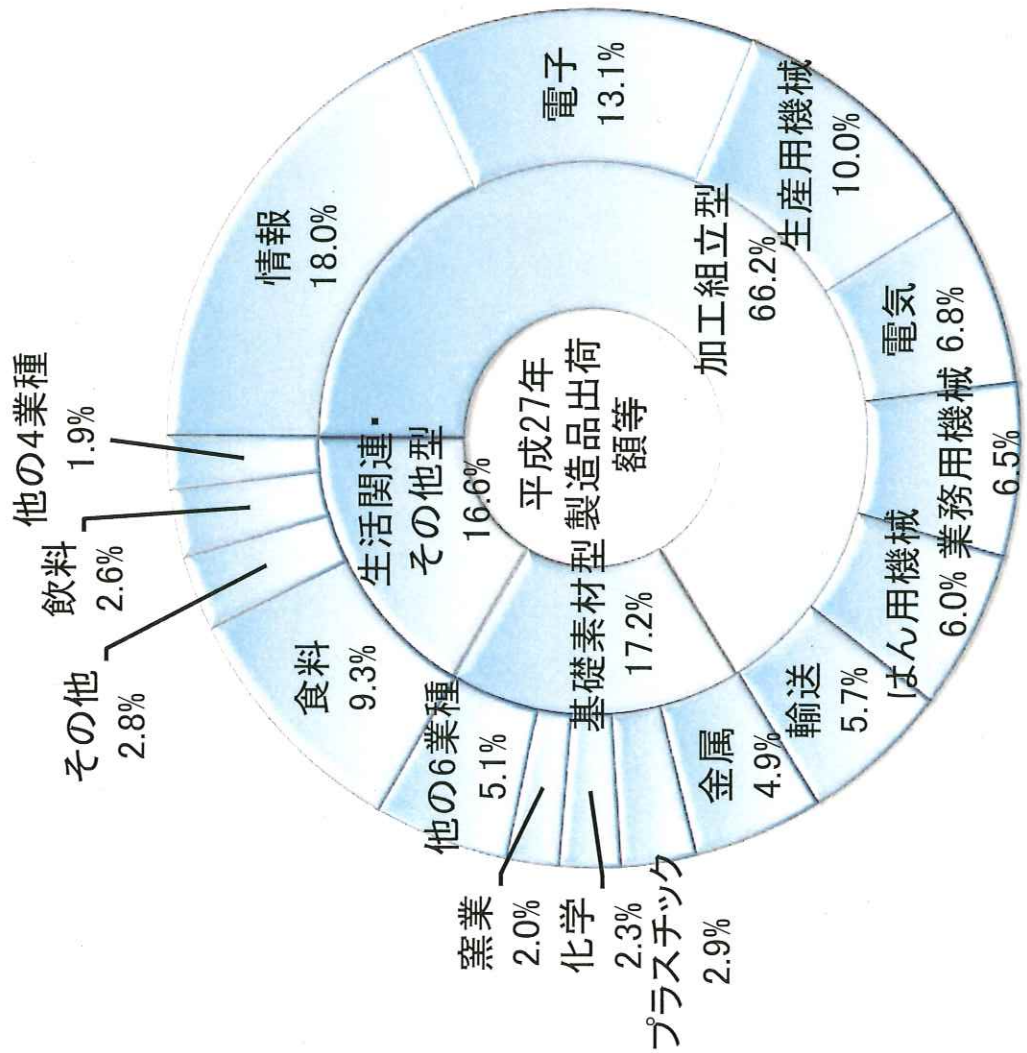 平成27年
製造品出荷
額等
加工組立型
66.2%
基礎素材型
17.2%
生活関連・
その他型
16.6%
情報
18.0%
電子
13.1%
生産用機械
10.0%
電気
6.8%
業務用機械
6.5%
はん用機械
6.0%
輸送
5.7%
金属
4.9%
プラスチック
2.9%
化学
2.3%
窯業
2.0%
他の6業種
5.1%
食料
9.3%
その他
2.8%
飲料
2.6%
他の4業種
1.9%